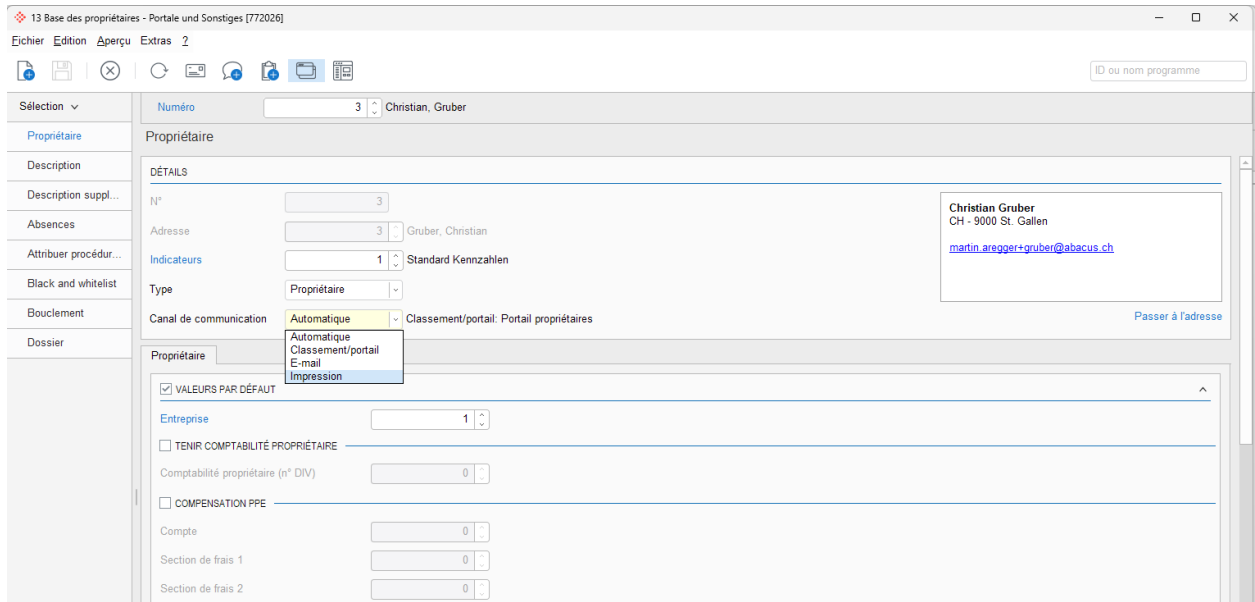 13 Base des propriétaires - Portale und Sonstiges [772026]
Fichier Edition Aperçu Extras ?
ID ou nom programme
Sélection
Propriétaire
Description
Description suppl...
Absences
Attribuer procédur...
Black and whitelist
Bouclement
Dossier
Numéro 3 Christian, Gruber
Propriétaire
DÉTAILS
N° 3
Adresse 3 Gruber, Christian
Indicateurs 1 Standard Kennzahlen
Type Propriétaire
Canal de communication Automatique Classement/portail: Portail propriétaires
Automatique
Classement/portail
E-mail
Impression
Christian Gruber
CH - 9000 St. Gallen
martin.aregger+gruber@abacus.ch
Passer à l'adresse
Propriétaire
VALEURS PAR DÉFAUT
Entreprise 1
TENIR COMPTABILITÉ PROPRIÉTAIRE
Comptabilité propriétaire (n° DIV) 0
COMPENSATION PPE
Compte 0
Section de frais 1 0
Section de frais 2 0